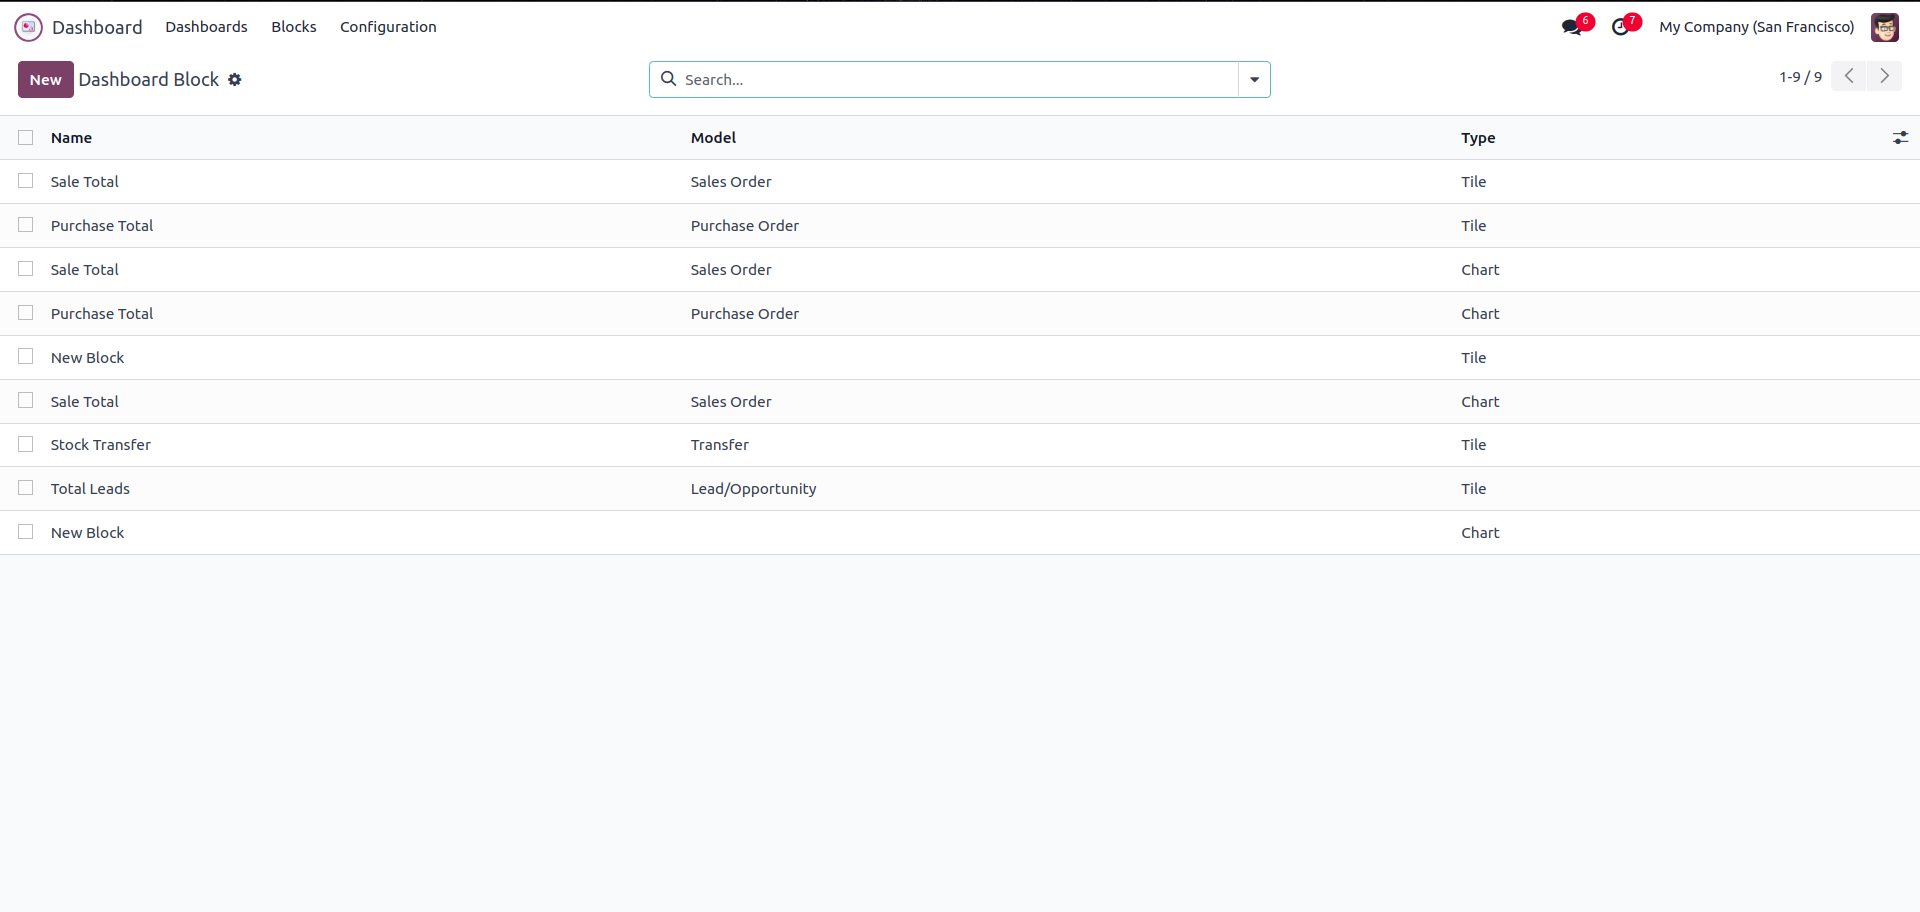 Dashboard Dashboards Blocks Configuration 6 7 My Company (San Francisco)
New Dashboard Block Search... 1-9 / 9
Name Model Type
Sale Total Sales Order Tile
Purchase Total Purchase Order Tile
Sale Total Sales Order Chart
Purchase Total Purchase Order Chart
New Block Tile
Sale Total Sales Order Chart
Stock Transfer Transfer Tile
Total Leads Lead/Opportunity Tile
New Block Chart